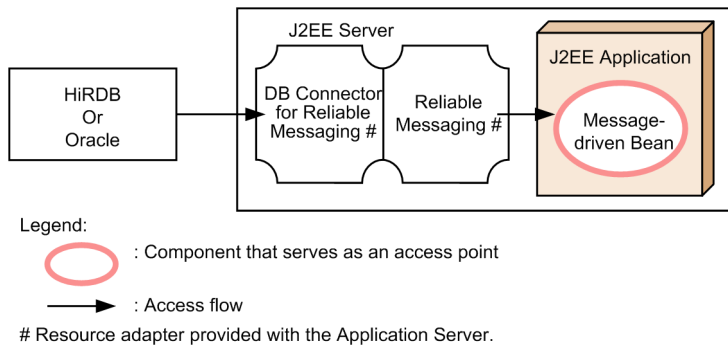 J2EE Server
HiRDB
Or
Oracle
DB Connector
for Reliable
Messaging #
Reliable
Messaging #
J2EE Application
Message-
driven Bean
Legend:
: Component that serves as an access point
: Access flow
# Resource adapter provided with the Application Server.